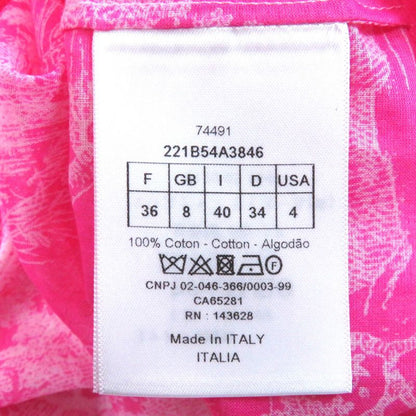 74491
221B54A3846
F GB I D USA
36 8 40 34 4
100% Coton - Cotton - Algodão
F
CNPJ 02-046-366/0003-99
CA65281
RN : 143628
Made In ITALY
ITALIA